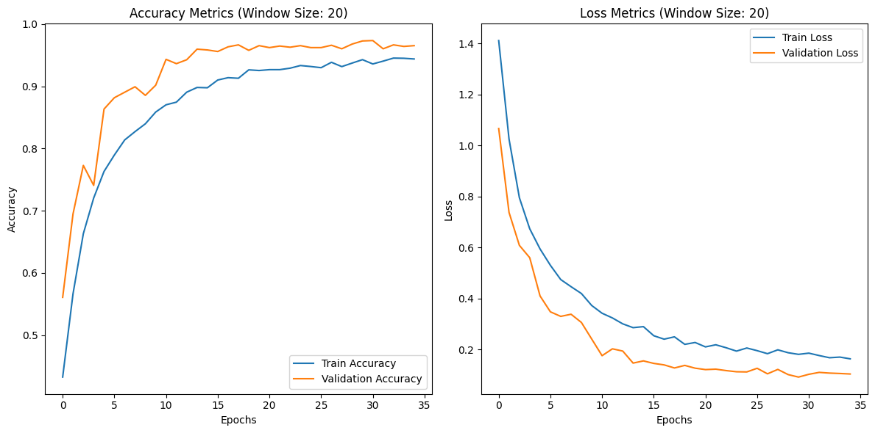 Accuracy Metrics (Window Size: 20)
Accuracy
1.0
0.9
0.8
0.7
0.6
0.5
0
5
10
15
20
25
30
35
Epochs
Train Accuracy
Validation Accuracy
Loss Metrics (Window Size: 20)
Loss
1.4
1.2
1.0
0.8
0.6
0.4
0.2
0
5
10
15
20
25
30
35
Epochs
Train Loss
Validation Loss